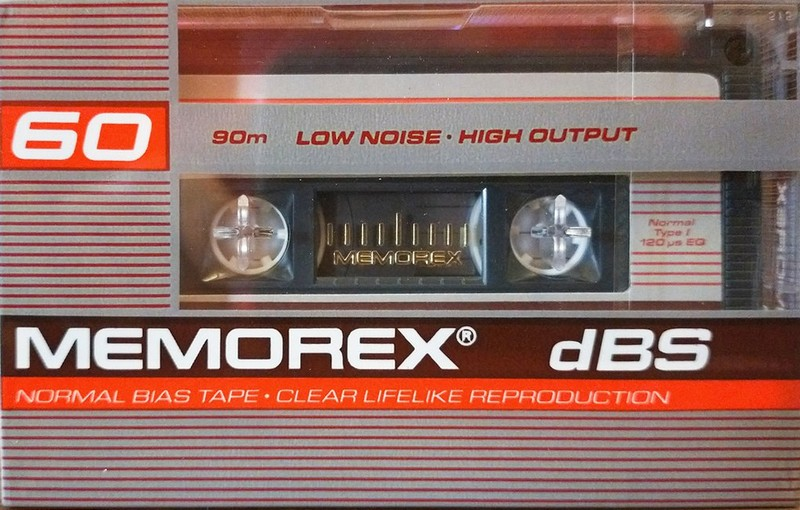 60
90m LOW NOISE · HIGH OUTPUT
MEMOREX
Normal
Type I
120 µs EQ
MEMOREX® dBS
NORMAL BIAS TAPE · CLEAR LIFELIKE REPRODUCTION